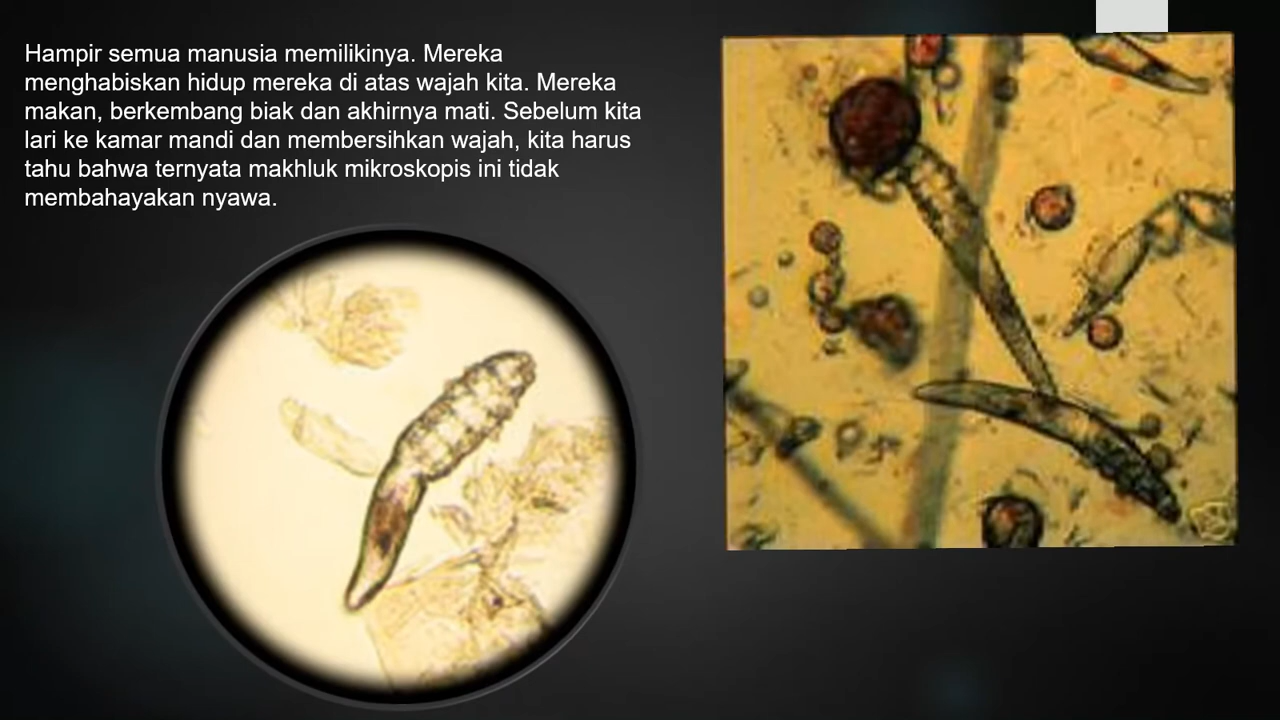 Hampir semua manusia memilikinya. Mereka
menghabiskan hidup mereka di atas wajah kita. Mereka
makan, berkembang biak dan akhirnya mati. Sebelum kita
lari ke kamar mandi dan membersihkan wajah, kita harus
tahu bahwa ternyata makhluk mikroskopis ini tidak
membahayakan nyawa.